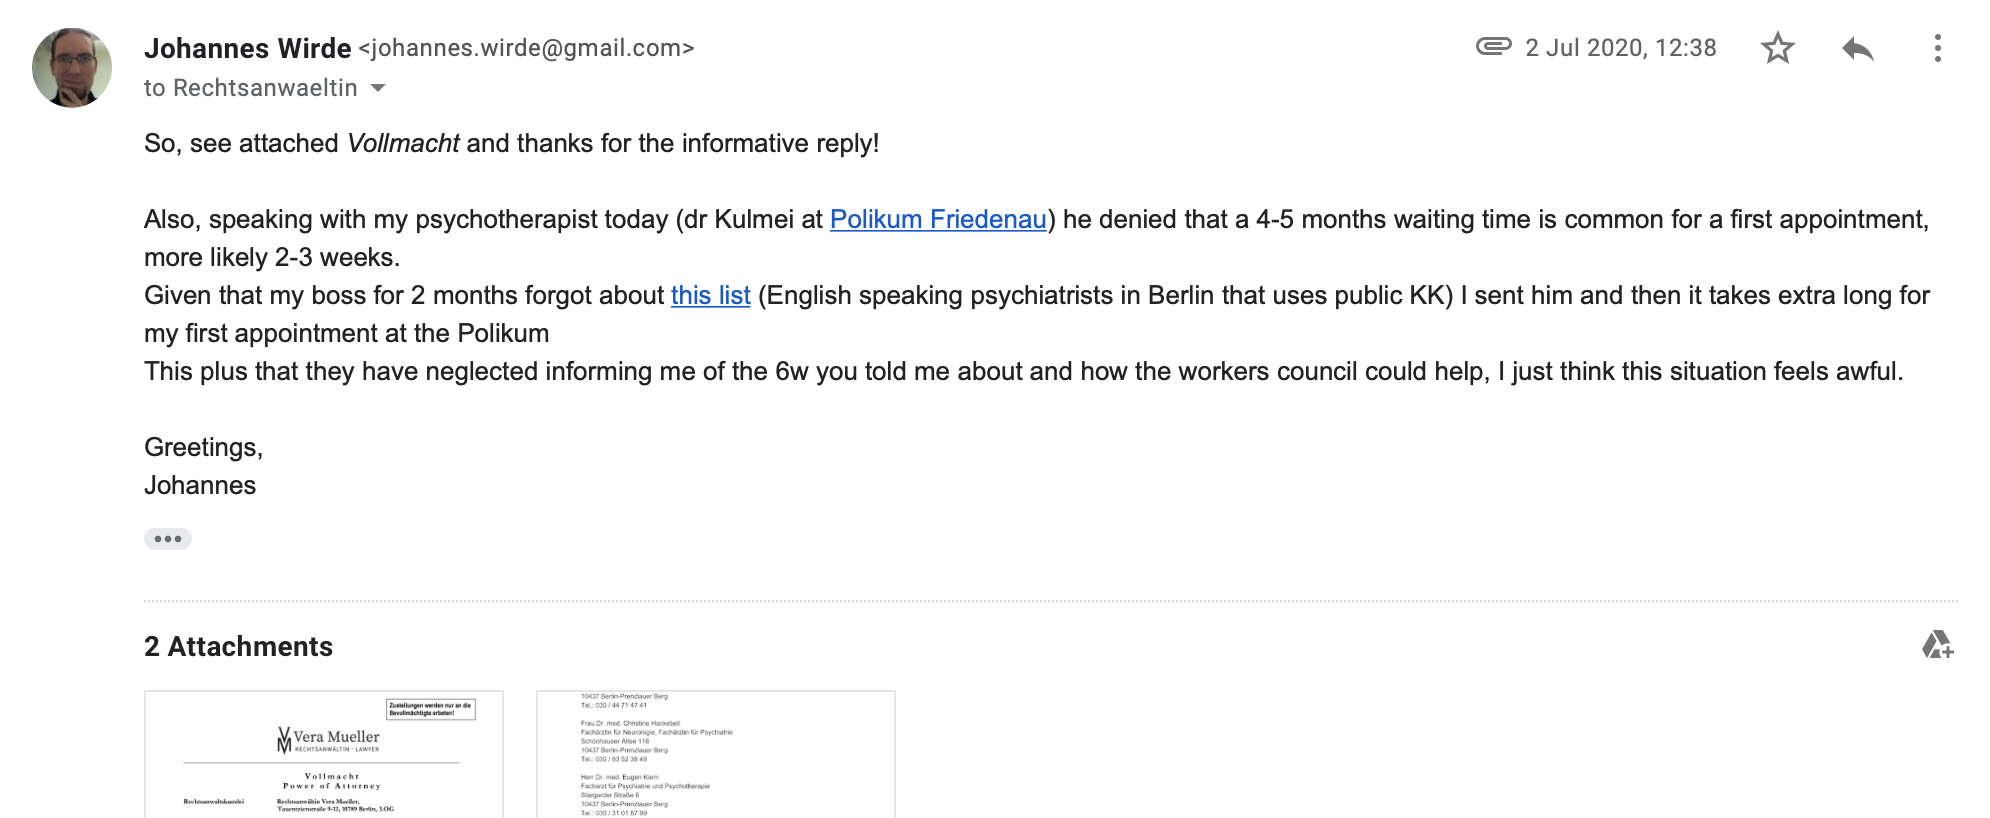 Johannes Wirde <johannes.wirde@gmail.com>
2 Jul 2020, 12:38
to Rechtsanwaeltin
So, see attached Vollmacht and thanks for the informative reply!
Also, speaking with my psychotherapist today (dr Kulmei at Polikum Friedenau) he denied that a 4-5 months waiting time is common for a first appointment,
more likely 2-3 weeks.
Given that my boss for 2 months forgot about this list (English speaking psychiatrists in Berlin that uses public KK) I sent him and then it takes extra long for
my first appointment at the Polikum
This plus that they have neglected informing me of the 6w you told me about and how the workers council could help, I just think this situation feels awful.
Greetings,
Johannes
2 Attachments
Zustellungen werden nur an die
Bevollmächtigte erbeten!
VM Vera Mueller
RECHTSANWÄLTIN · LAWYER
Vollmacht
Power of Attorney
Rechtsanwaltskanzlei
Rechtsanwältin Vera Mueller,
Tauentzienstraße 9-12, 10789 Berlin, 3.OG
10437 Berlin-Prenzlauer Berg
Tel.: 030 / 44 71 47 41
Frau Dr. med. Christine Hackebeil
Fachärztin für Neurologie, Fachärztin für Psychiatrie
Schönhauser Allee 118
10437 Berlin-Prenzlauer Berg
Tel.: 030 / 93 52 38 49
Herr Dr. med. Eugen Kiem
Facharzt für Psychiatrie und Psychotherapie
Stargarder Straße 6
10437 Berlin-Prenzlauer Berg
Tel.: 030 / 31 01 87 99